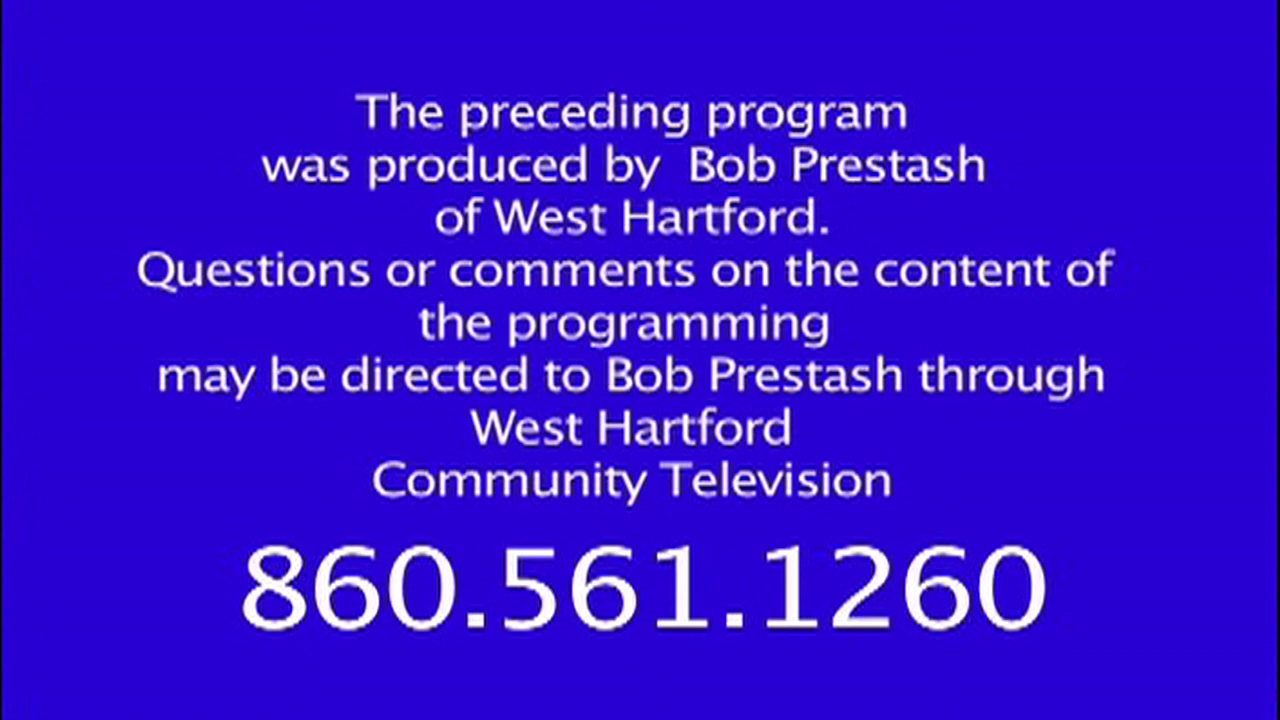 The preceding program
was produced by  Bob Prestash
of West Hartford.
Questions or comments on the content of
the programming
may be directed to Bob Prestash through
West Hartford
Community Television
860.561.1260